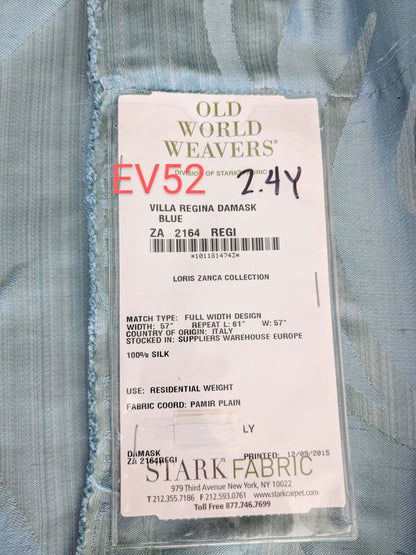 OLD
WORLD
WEAVERS®
DIVISION OF STARK FABRIC
EV52 2.4Y
VILLA REGINA DAMASK
BLUE
ZA 2164 REGI
*1011814743*
LORIS ZANCA COLLECTION
MATCH TYPE: FULL WIDTH DESIGN
WIDTH: 57" REPEAT L: 61" W: 57"
COUNTRY OF ORIGIN: ITALY
STOCKED IN: SUPPLIERS WAREHOUSE EUROPE
100% SILK
USE: RESIDENTIAL WEIGHT
FABRIC COORD: PAMIR PLAIN
LY
DAMASK
ZA 2164REGI PRINTED: 12/09/2015
STARK FABRIC
979 Third Avenue New York, NY 10022
T 212.355.7186 F 212.593.0761 www.starkcarpet.com
Toll Free 877.746.7699